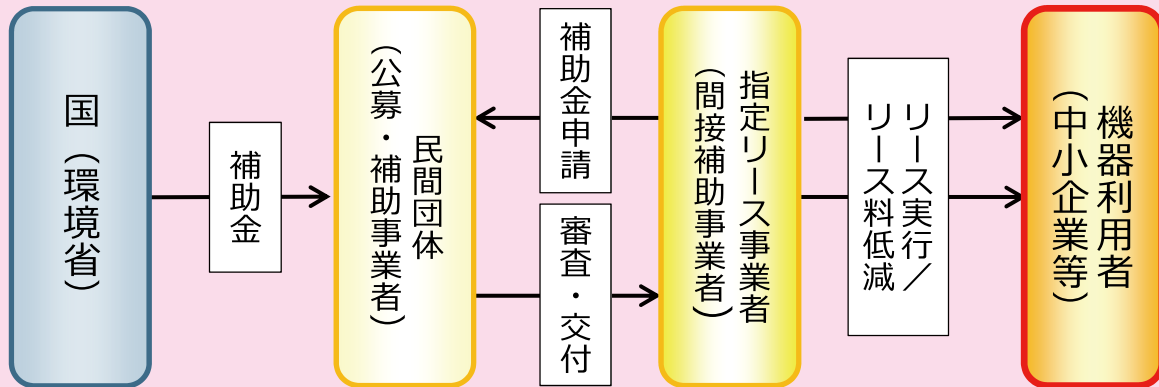 国（環境省）
補助金
民間団体
（公募・補助事業者）
補助金申請
審査・交付
指定リース事業者
（間接補助事業者）
リース実行／
リース料低減
機器利用者
（中小企業等）